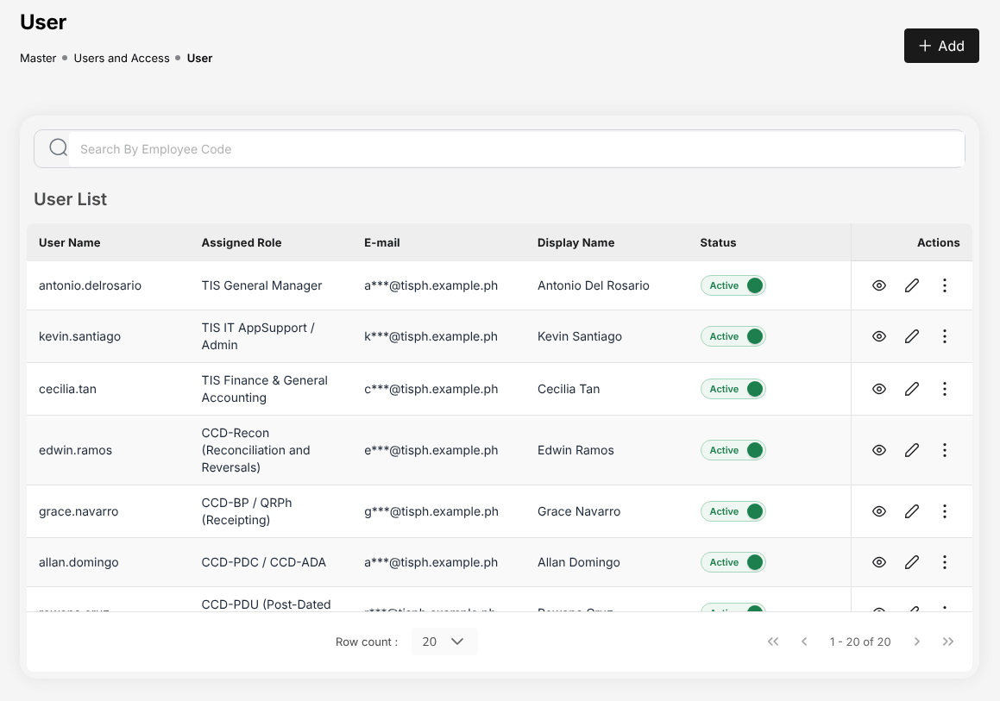 User
Master Users and Access User
Add
Search By Employee Code
User List
User Name Assigned Role E-mail Display Name Status Actions
antonio.delrosario TIS General Manager a***@tisph.example.ph Antonio Del Rosario Active
kevin.santiago TIS IT AppSupport / k***@tisph.example.ph Kevin Santiago Active
Admin
cecilia.tan TIS Finance & General c***@tisph.example.ph Cecilia Tan Active
Accounting
edwin.ramos CCD-Recon e***@tisph.example.ph Edwin Ramos Active
(Reconciliation and
Reversals)
grace.navarro CCD-BP / QRPh g***@tisph.example.ph Grace Navarro Active
(Receipting)
allan.domingo CCD-PDC / CCD-ADA a***@tisph.example.ph Allan Domingo Active
CCD-PDU (Post-Dated
Row count : 20 1 - 20 of 20